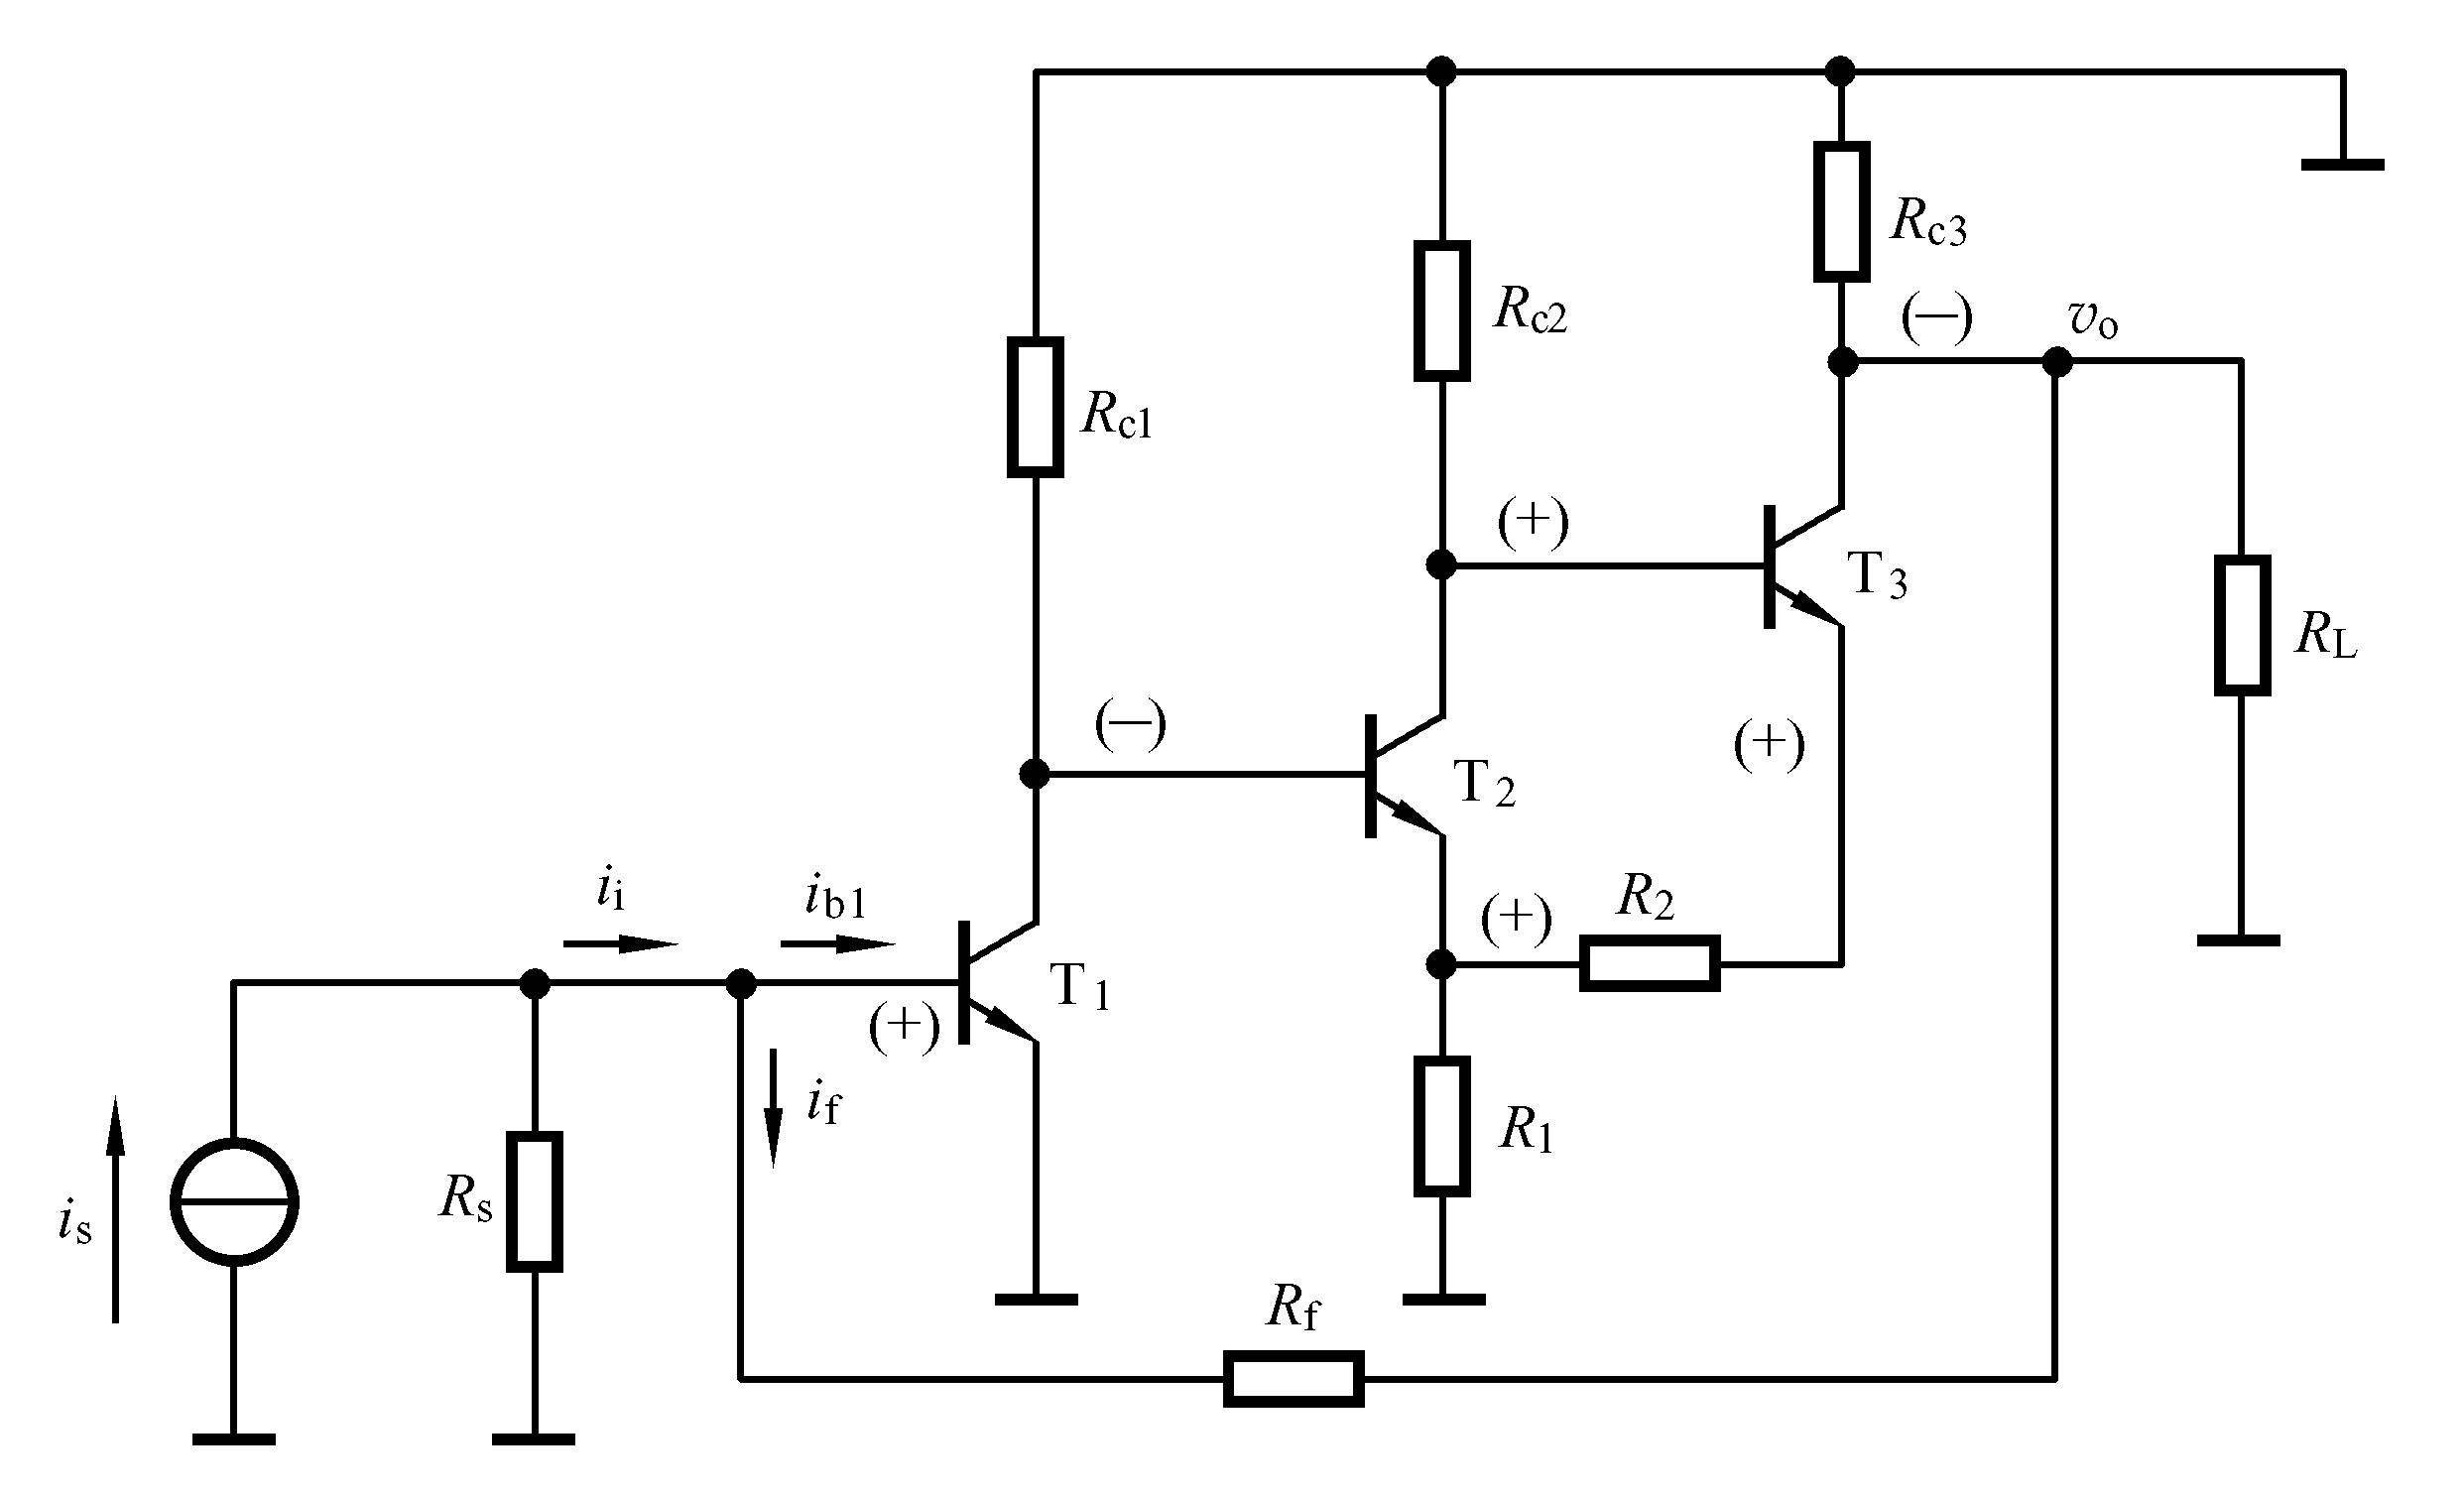 Rc3
(−)
vo
Rc2
Rc1
(+)
T3
RL
(−)
(+)
T2
ii
ib1
(+)
R2
T1
(+)
if
R1
is
Rs
Rf